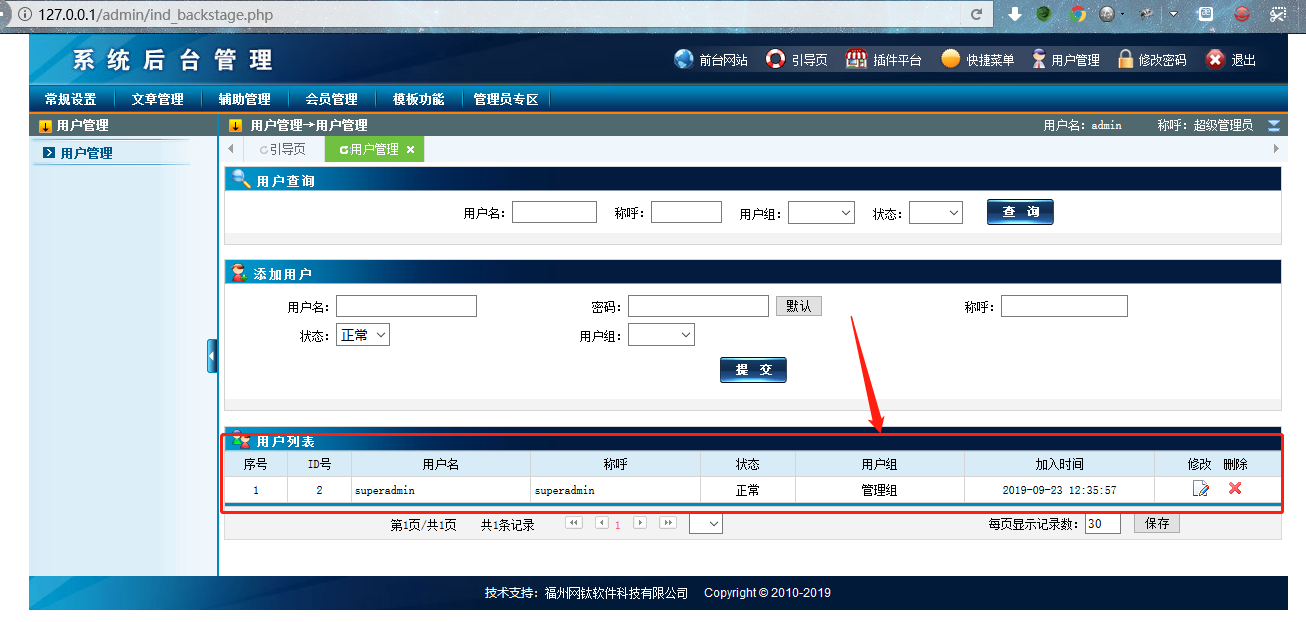 127.0.0.1/admin/ind_backstage.php
系统后台管理 前台网站 引导页 插件平台 快捷菜单 用户管理 修改密码 退出
常规设置 文章管理 辅助管理 会员管理 模板功能 管理员专区
用户管理 用户管理→用户管理 用户名：admin 称呼：超级管理员
用户管理 引导页 用户管理 ×
用户查询
用户名： 称呼： 用户组： 状态： 查 询
添加用户
用户名： 密码： 默认 称呼：
状态： 正常 用户组：
提 交
用户列表
序号 ID号 用户名 称呼 状态 用户组 加入时间 修改 删除
1 2 superadmin superadmin 正常 管理组 2019-09-23 12:35:57
第1页/共1页 共1条记录 1 每页显示记录数： 30 保存
技术支持：福州网钛软件科技有限公司 Copyright © 2010-2019